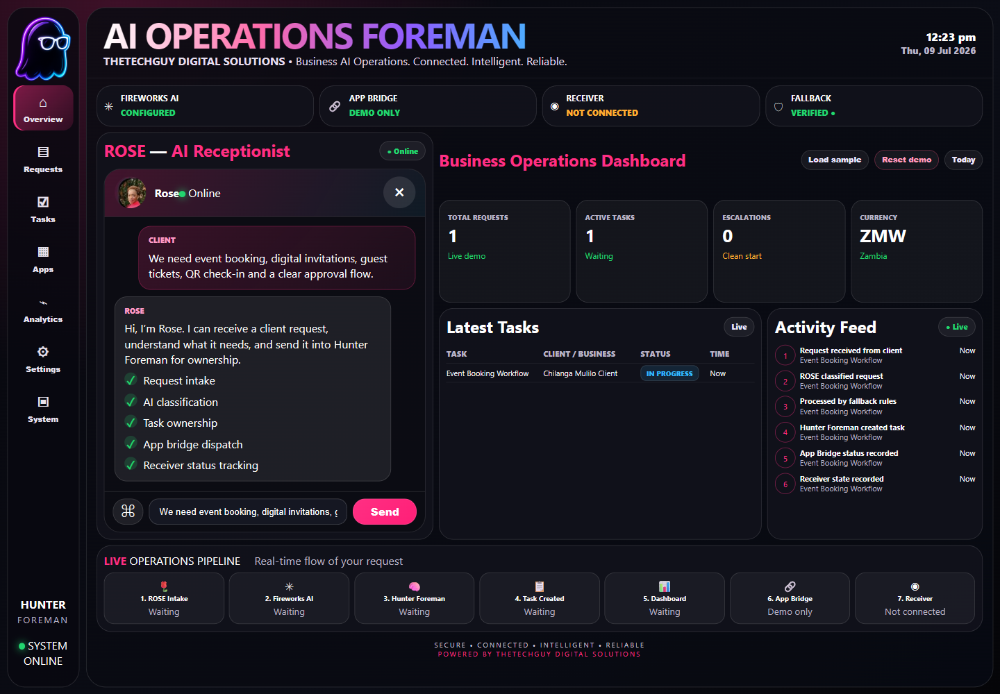 AI OPERATIONS FOREMAN
THETECHGUY DIGITAL SOLUTIONS • Business AI Operations. Connected. Intelligent. Reliable.
12:23 pm
Thu, 09 Jul 2026
Overview
Requests
Tasks
Apps
Analytics
Settings
System
HUNTER
FOREMAN
SYSTEM
ONLINE
FIREWORKS AI
CONFIGURED
APP BRIDGE
DEMO ONLY
RECEIVER
NOT CONNECTED
FALLBACK
VERIFIED •
ROSE — AI Receptionist
• Online
Rose Online
×
CLIENT
We need event booking, digital invitations, guest
tickets, QR check-in and a clear approval flow.
ROSE
Hi, I'm Rose. I can receive a client request,
understand what it needs, and send it into Hunter
Foreman for ownership.
✓ Request intake
✓ AI classification
✓ Task ownership
✓ App bridge dispatch
✓ Receiver status tracking
⌘
We need event booking, digital invitations, g
Send
Business Operations Dashboard
Load sample
Reset demo
Today
TOTAL REQUESTS
1
Live demo
ACTIVE TASKS
1
Waiting
ESCALATIONS
0
Clean start
CURRENCY
ZMW
Zambia
Latest Tasks
Live
TASK CLIENT / BUSINESS STATUS TIME
Event Booking Workflow Chilanga Mulilo Client IN PROGRESS Now
Activity Feed
• Live
1 Request received from client Now
Event Booking Workflow
2 ROSE classified request Now
Event Booking Workflow
3 Processed by fallback rules Now
Event Booking Workflow
4 Hunter Foreman created task Now
Event Booking Workflow
5 App Bridge status recorded Now
Event Booking Workflow
6 Receiver state recorded Now
Event Booking Workflow
LIVE OPERATIONS PIPELINE Real-time flow of your request
1. ROSE Intake
Waiting
2. Fireworks AI
Waiting
3. Hunter Foreman
Waiting
4. Task Created
Waiting
5. Dashboard
Waiting
6. App Bridge
Demo only
7. Receiver
Not connected
SECURE • CONNECTED • INTELLIGENT • RELIABLE
POWERED BY THETECHGUY DIGITAL SOLUTIONS